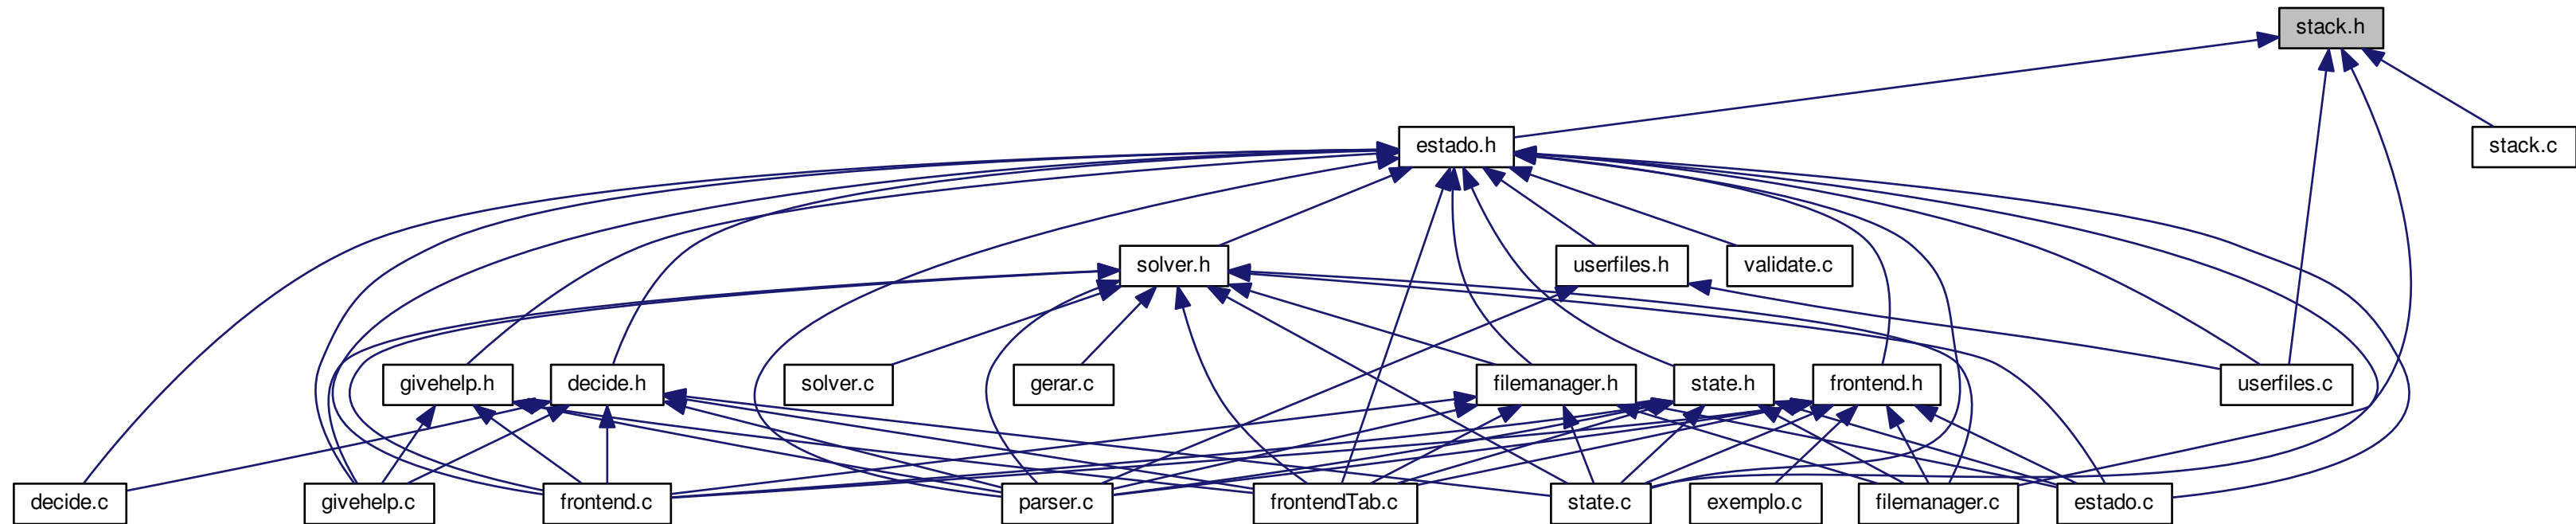 stack.h
estado.h
stack.c
solver.h
userfiles.h
validate.c
givehelp.h
decide.h
solver.c
gerar.c
filemanager.h
state.h
frontend.h
userfiles.c
decide.c
givehelp.c
frontend.c
parser.c
frontendTab.c
state.c
exemplo.c
filemanager.c
estado.c